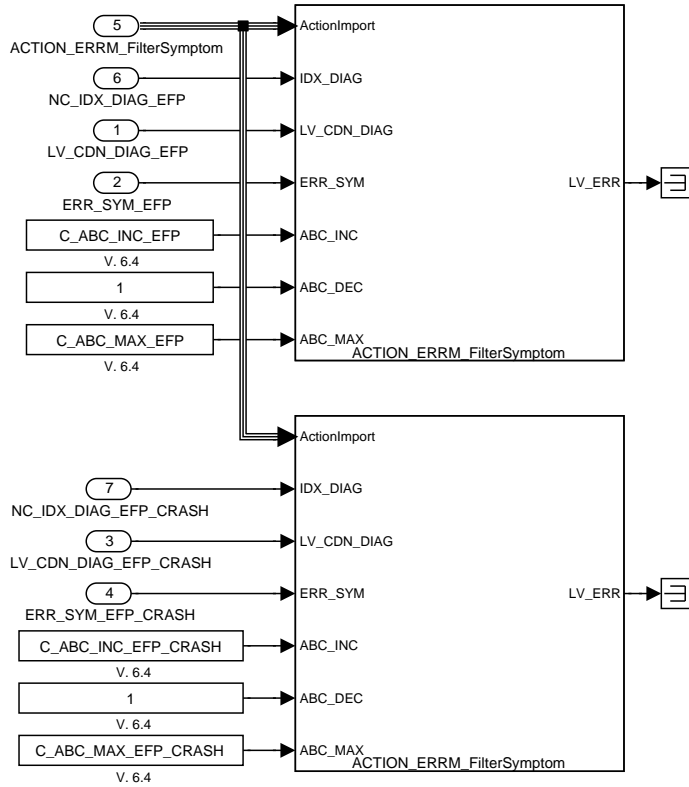 5
ActionImport
ACTION_ERRM_FilterSymptom
6
IDX_DIAG
NC_IDX_DIAG_EFP
1
LV_CDN_DIAG
LV_CDN_DIAG_EFP
2
ERR_SYM
LV_ERR
ERR_SYM_EFP
C_ABC_INC_EFP
ABC_INC
V. 6.4
1
ABC_DEC
V. 6.4
C_ABC_MAX_EFP
ABC_MAX
V. 6.4
ACTION_ERRM_FilterSymptom
ActionImport
7
IDX_DIAG
NC_IDX_DIAG_EFP_CRASH
3
LV_CDN_DIAG
LV_CDN_DIAG_EFP_CRASH
4
ERR_SYM
LV_ERR
ERR_SYM_EFP_CRASH
C_ABC_INC_EFP_CRASH
ABC_INC
V. 6.4
1
ABC_DEC
V. 6.4
C_ABC_MAX_EFP_CRASH
ABC_MAX
V. 6.4
ACTION_ERRM_FilterSymptom